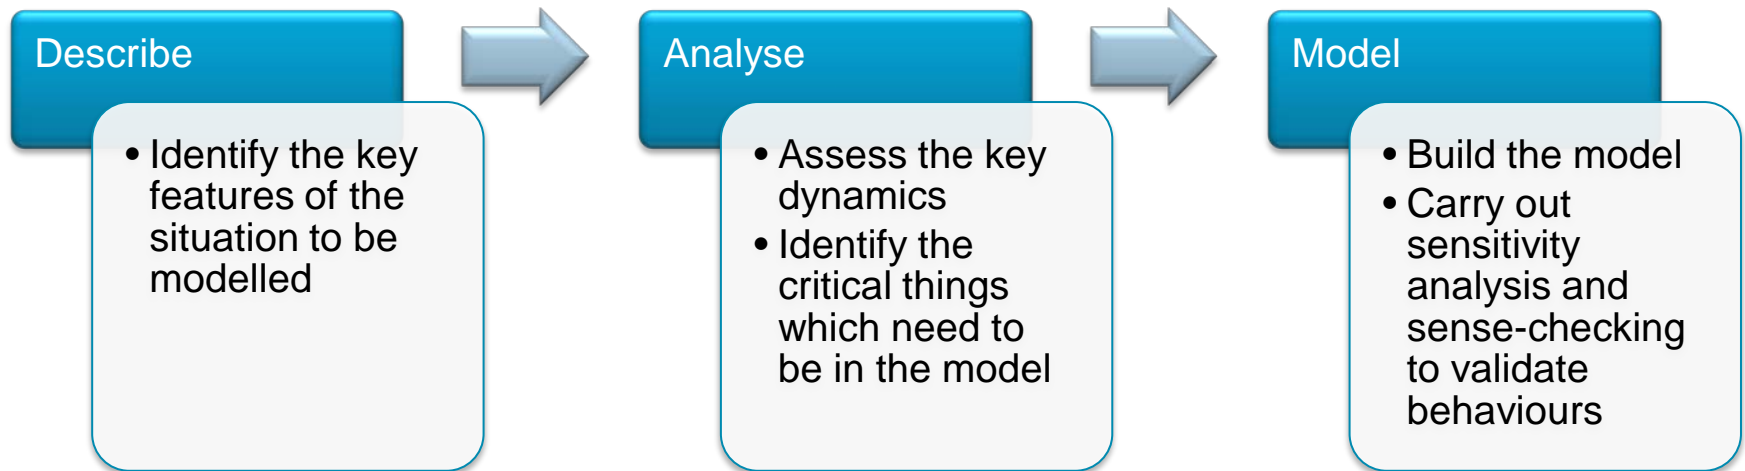 Describe
• Identify the key
features of the
situation to be
modelled
Analyse
• Assess the key
dynamics
• Identify the
critical things
which need to
be in the model
Model
• Build the model
• Carry out
sensitivity
analysis and
sense-checking
to validate
behaviours